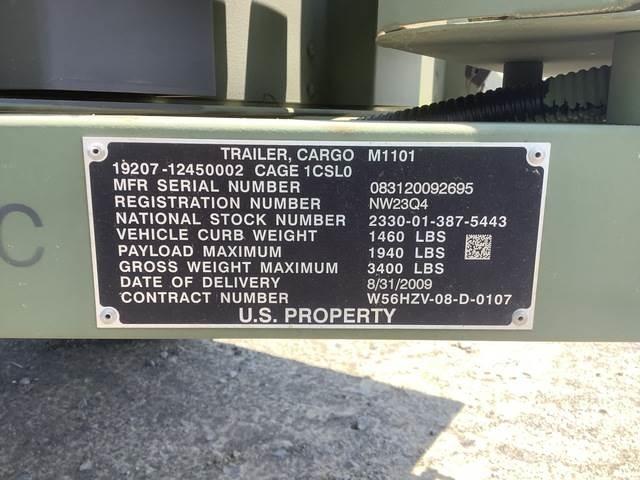 TRAILER, CARGO M1101
19207-12450002 CAGE 1CSL0
MFR SERIAL NUMBER 083120092695
REGISTRATION NUMBER NW23Q4
NATIONAL STOCK NUMBER 2330-01-387-5443
VEHICLE CURB WEIGHT 1460 LBS
PAYLOAD MAXIMUM 1940 LBS
GROSS WEIGHT MAXIMUM 3400 LBS
DATE OF DELIVERY 8/31/2009
CONTRACT NUMBER W56HZV-08-D-0107
U.S. PROPERTY
C